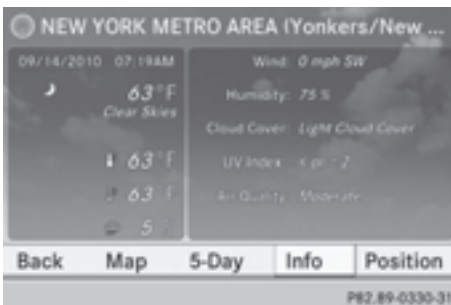 NEW YORK METRO AREA (Yonkers/New ...
09/14/2010 07:19AM
63°F
Clear Skies
63°F
63°F
5
Wind: 0 mph SW
Humidity: 75 %
Cloud Cover: Light Cloud Cover
UV Index: < or = 2
Air Quality: Moderate
Back Map 5-Day Info Position
P82.89-0330-31